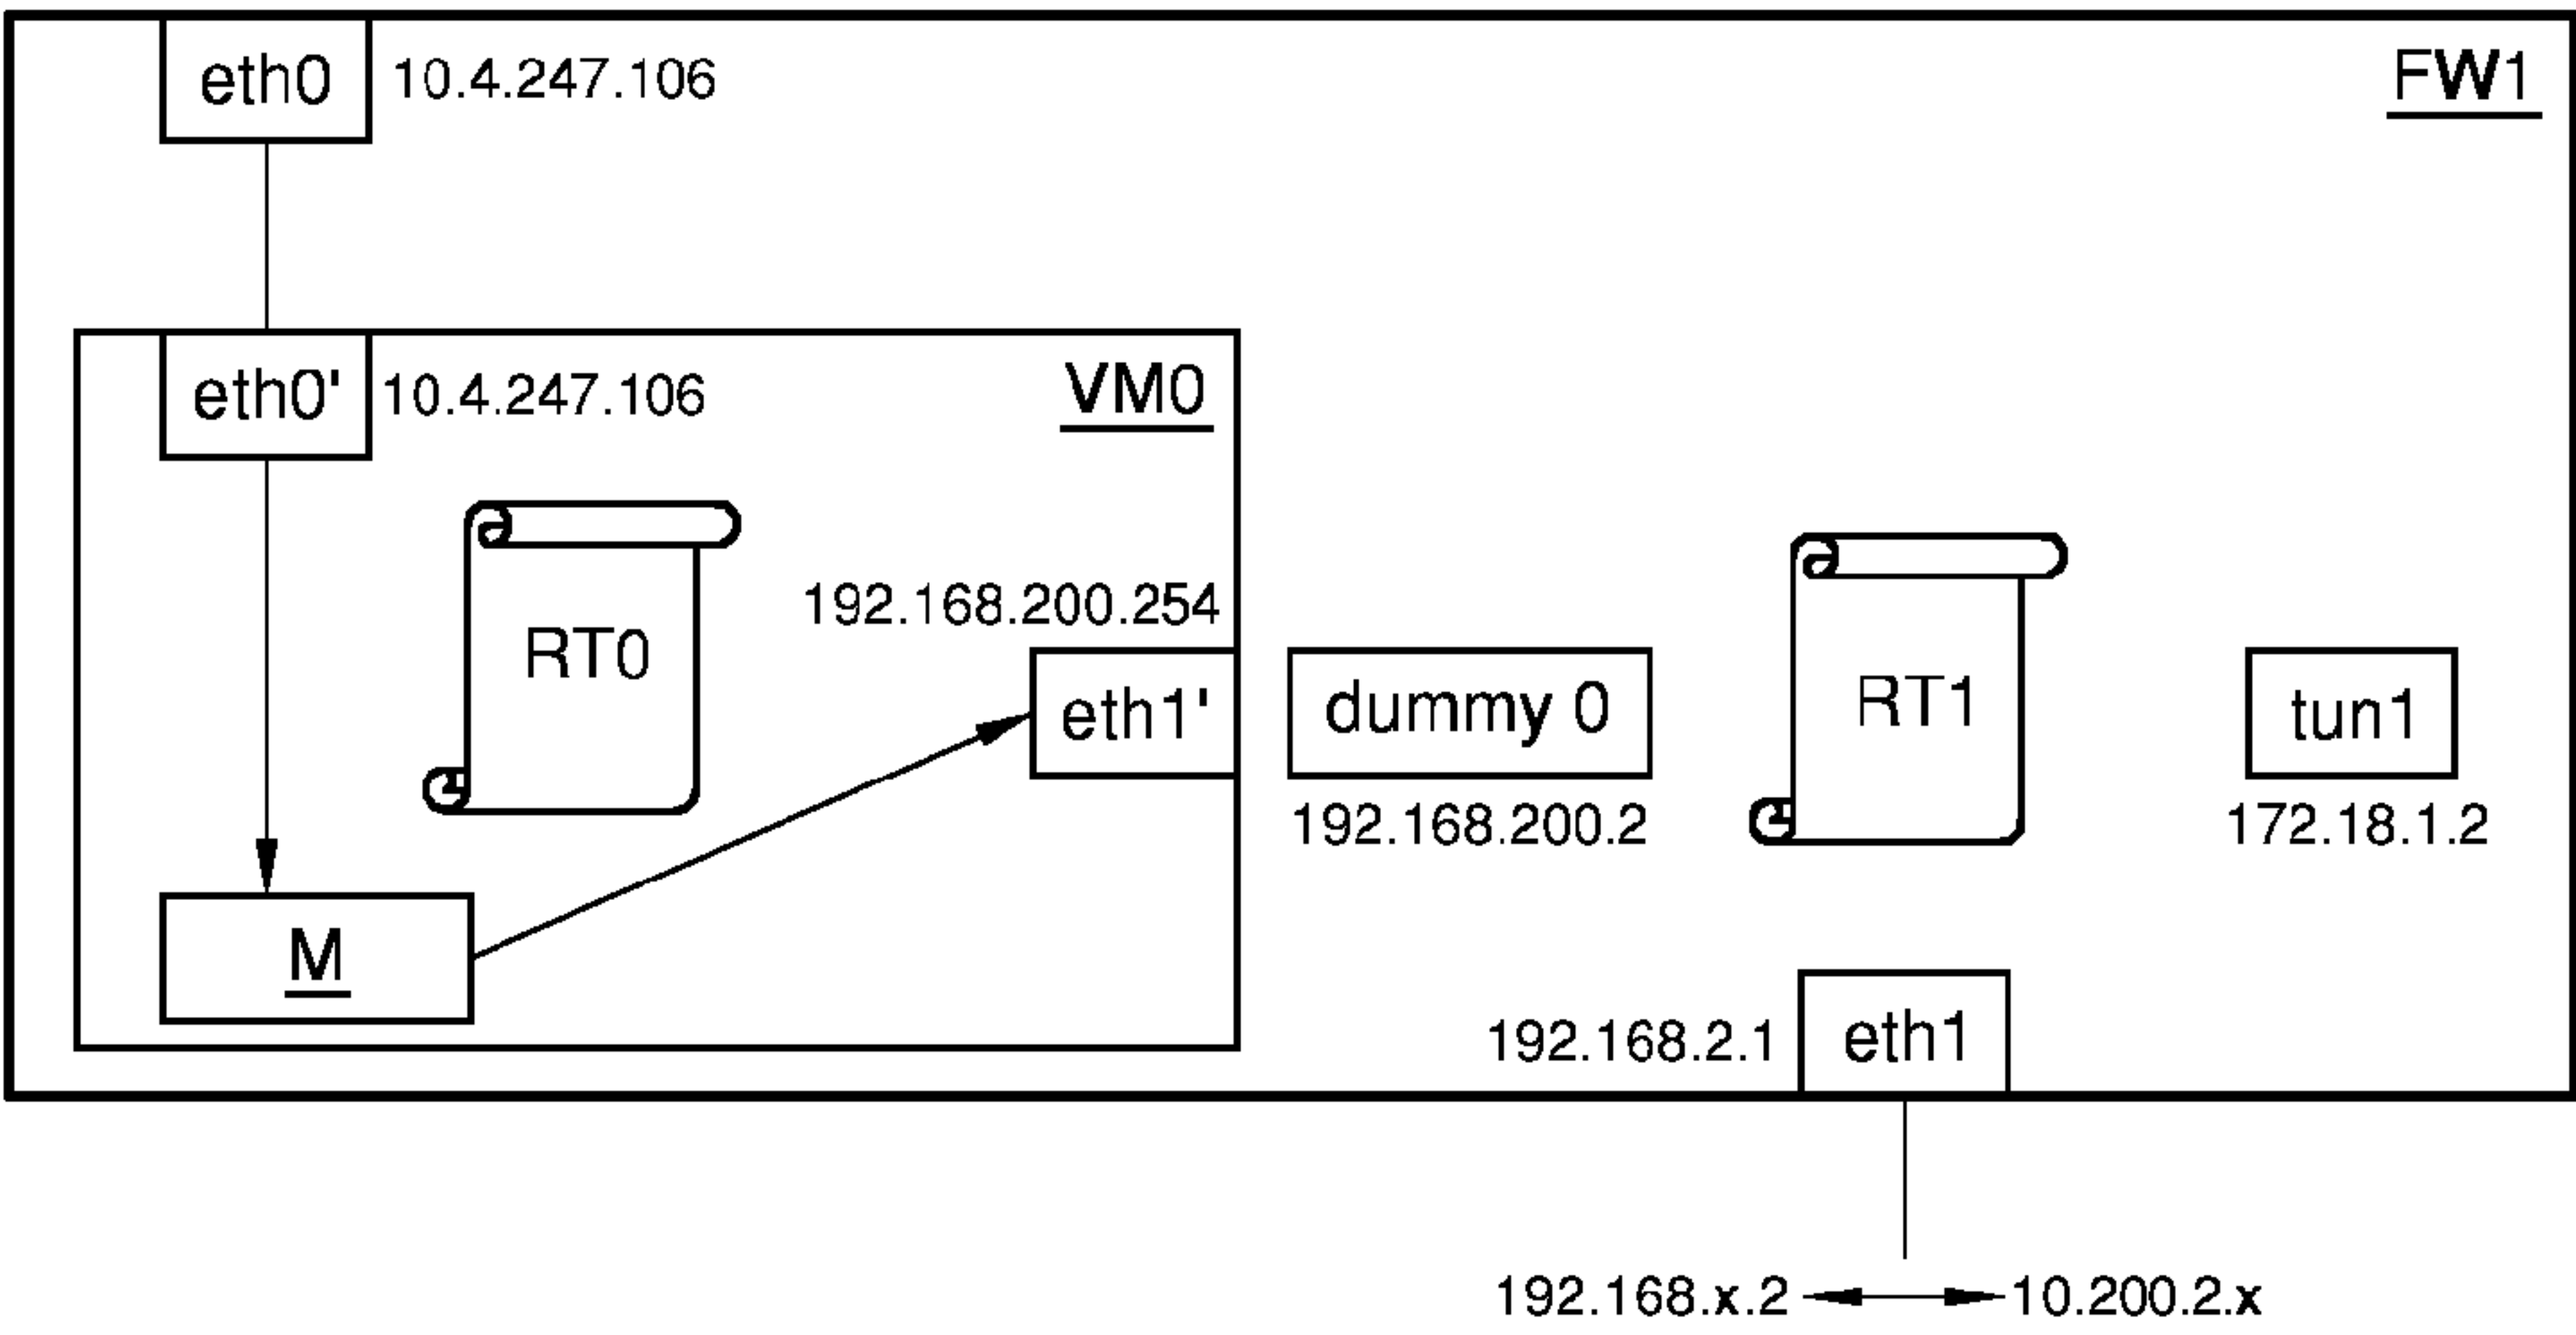 eth0 10.4.247.106 FW1
eth0' 10.4.247.106 VM0
192.168.200.254
RT0
eth1' dummy 0 RT1 tun1
192.168.200.2 172.18.1.2
M
192.168.2.1 eth1
192.168.x.2 10.200.2.x